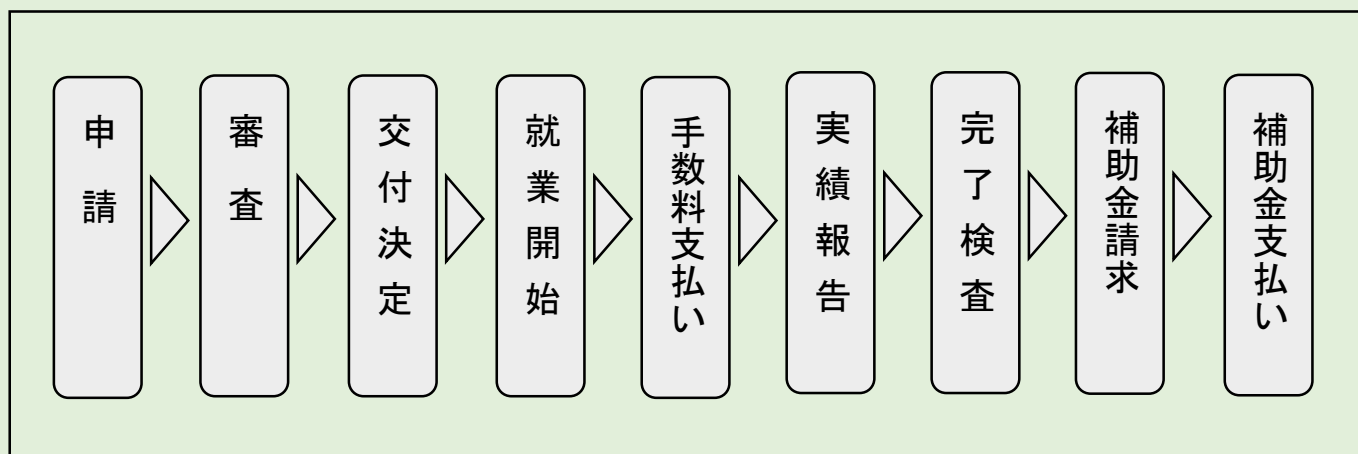 申請
審査
交付決定
就業開始
手数料支払い
実績報告
完了検査
補助金請求
補助金支払い